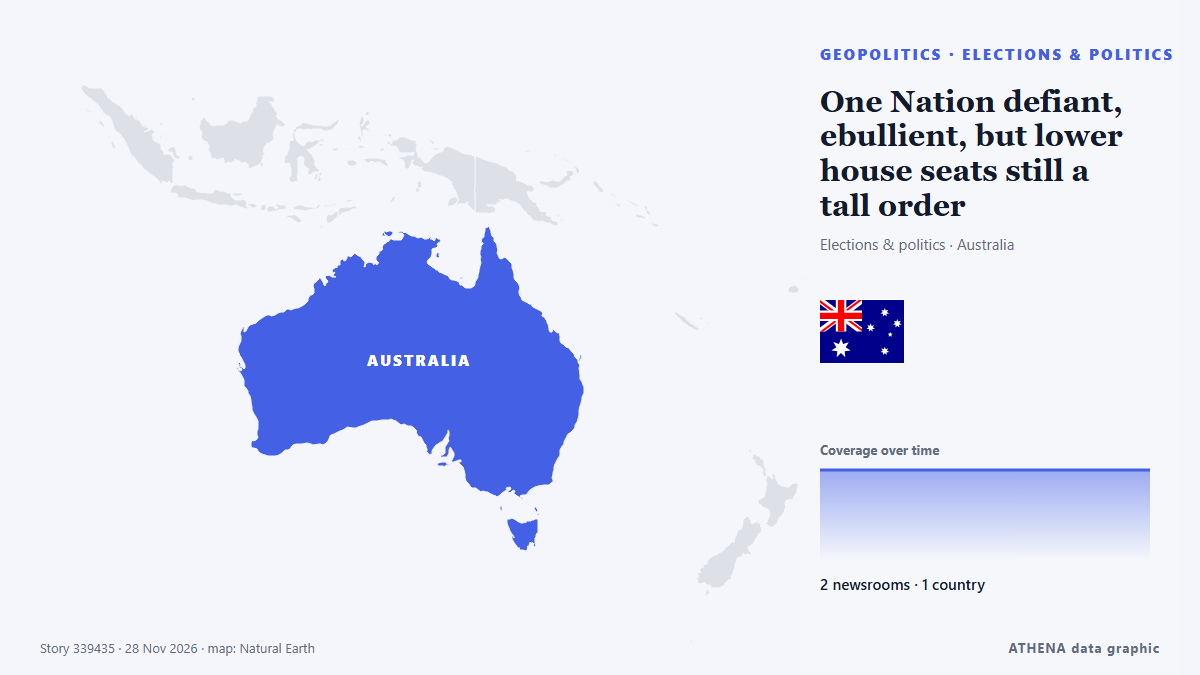 GEOPOLITICS · ELECTIONS & POLITICS
One Nation defiant,
ebullient, but lower
house seats still a
tall order
Elections & politics · Australia
AUSTRALIA
Coverage over time
2 newsrooms · 1 country
Story 339435 · 28 Nov 2026 · map: Natural Earth
ATHENA data graphic